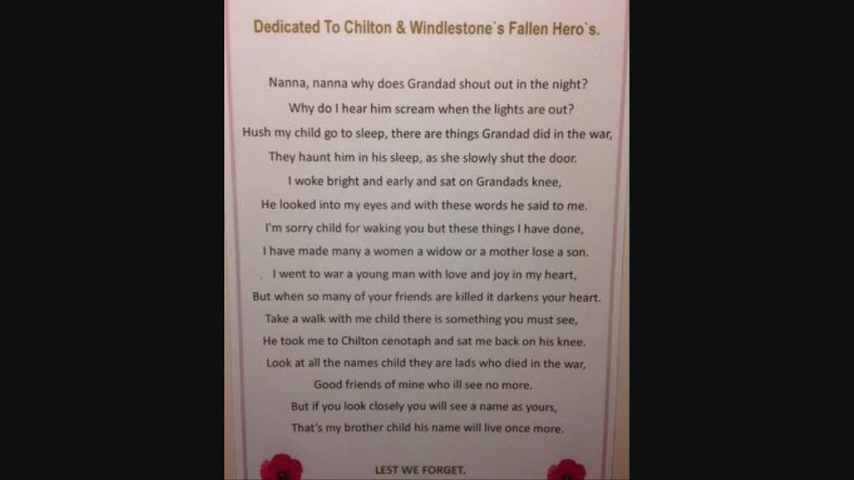 Dedicated To Chilton & Windlestone`s Fallen Hero`s.
Nanna, nanna why does Grandad shout out in the night?
Why do I hear him scream when the lights are out?
Hush my child go to sleep, there are things Grandad did in the war,
They haunt him in his sleep, as she slowly shut the door.
I woke bright and early and sat on Grandads knee,
He looked into my eyes and with these words he said to me.
I'm sorry child for waking you but these things I have done,
I have made many a women a widow or a mother lose a son.
I went to war a young man with love and joy in my heart,
But when so many of your friends are killed it darkens your heart.
Take a walk with me child there is something you must see,
He took me to Chilton cenotaph and sat me back on his knee.
Look at all the names child they are lads who died in the war,
Good friends of mine who ill see no more.
But if you look closely you will see a name as yours,
That's my brother child his name will live once more.
LEST WE FORGET.